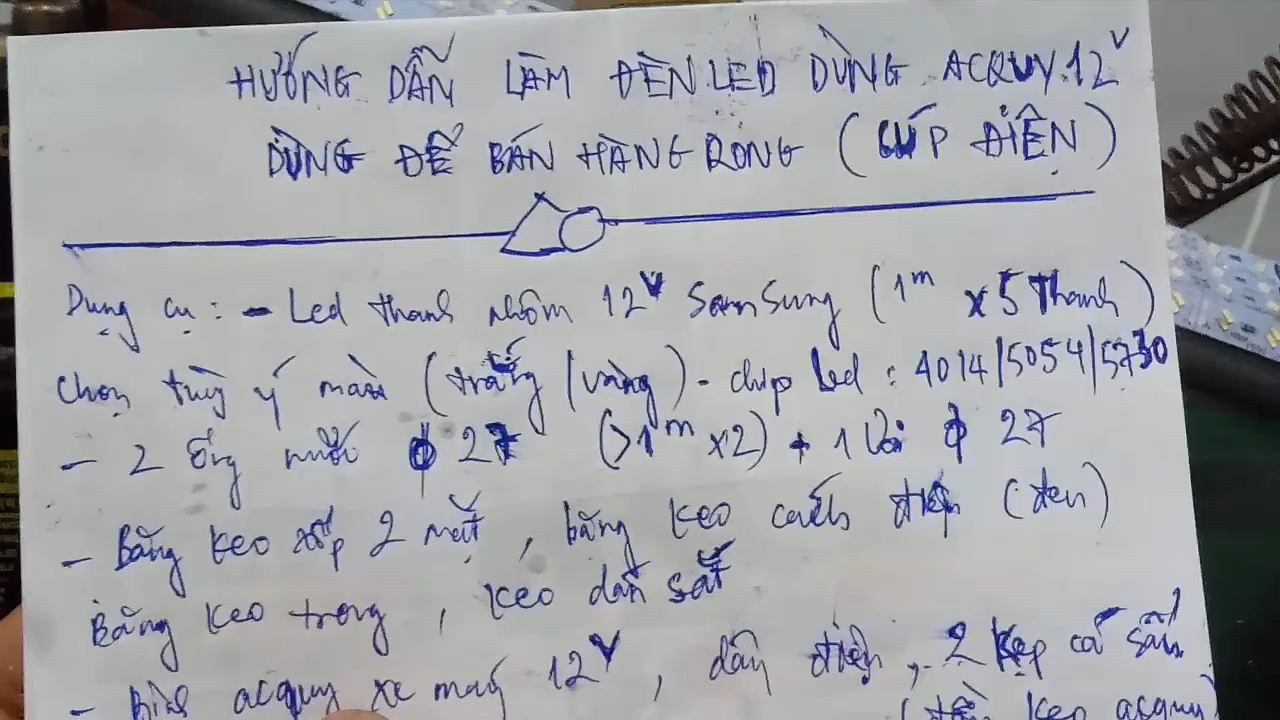 HƯỚNG DẪN LÀM ĐÈN LED DÙNG ACQUY 12V
DÙNG ĐỂ BÁN HÀNG RONG (CÚP ĐIỆN)
Dụng cụ : - Led thanh nhôm 12V SamSung (1m x 5 Thanh)
Chọn tùy ý màu (trắng / vàng) - chip Led : 4014/5054/5730
- 2 ống nước φ 27 (>1m x2) + 1 lõi φ 27
- Băng keo xốp 2 mặt , băng keo cách điện (đen)
Băng keo trong , keo dán sắt
- Bình acquy xe máy 12V , dây điện , 2 kẹp cá sấu
( kẹp acquy)